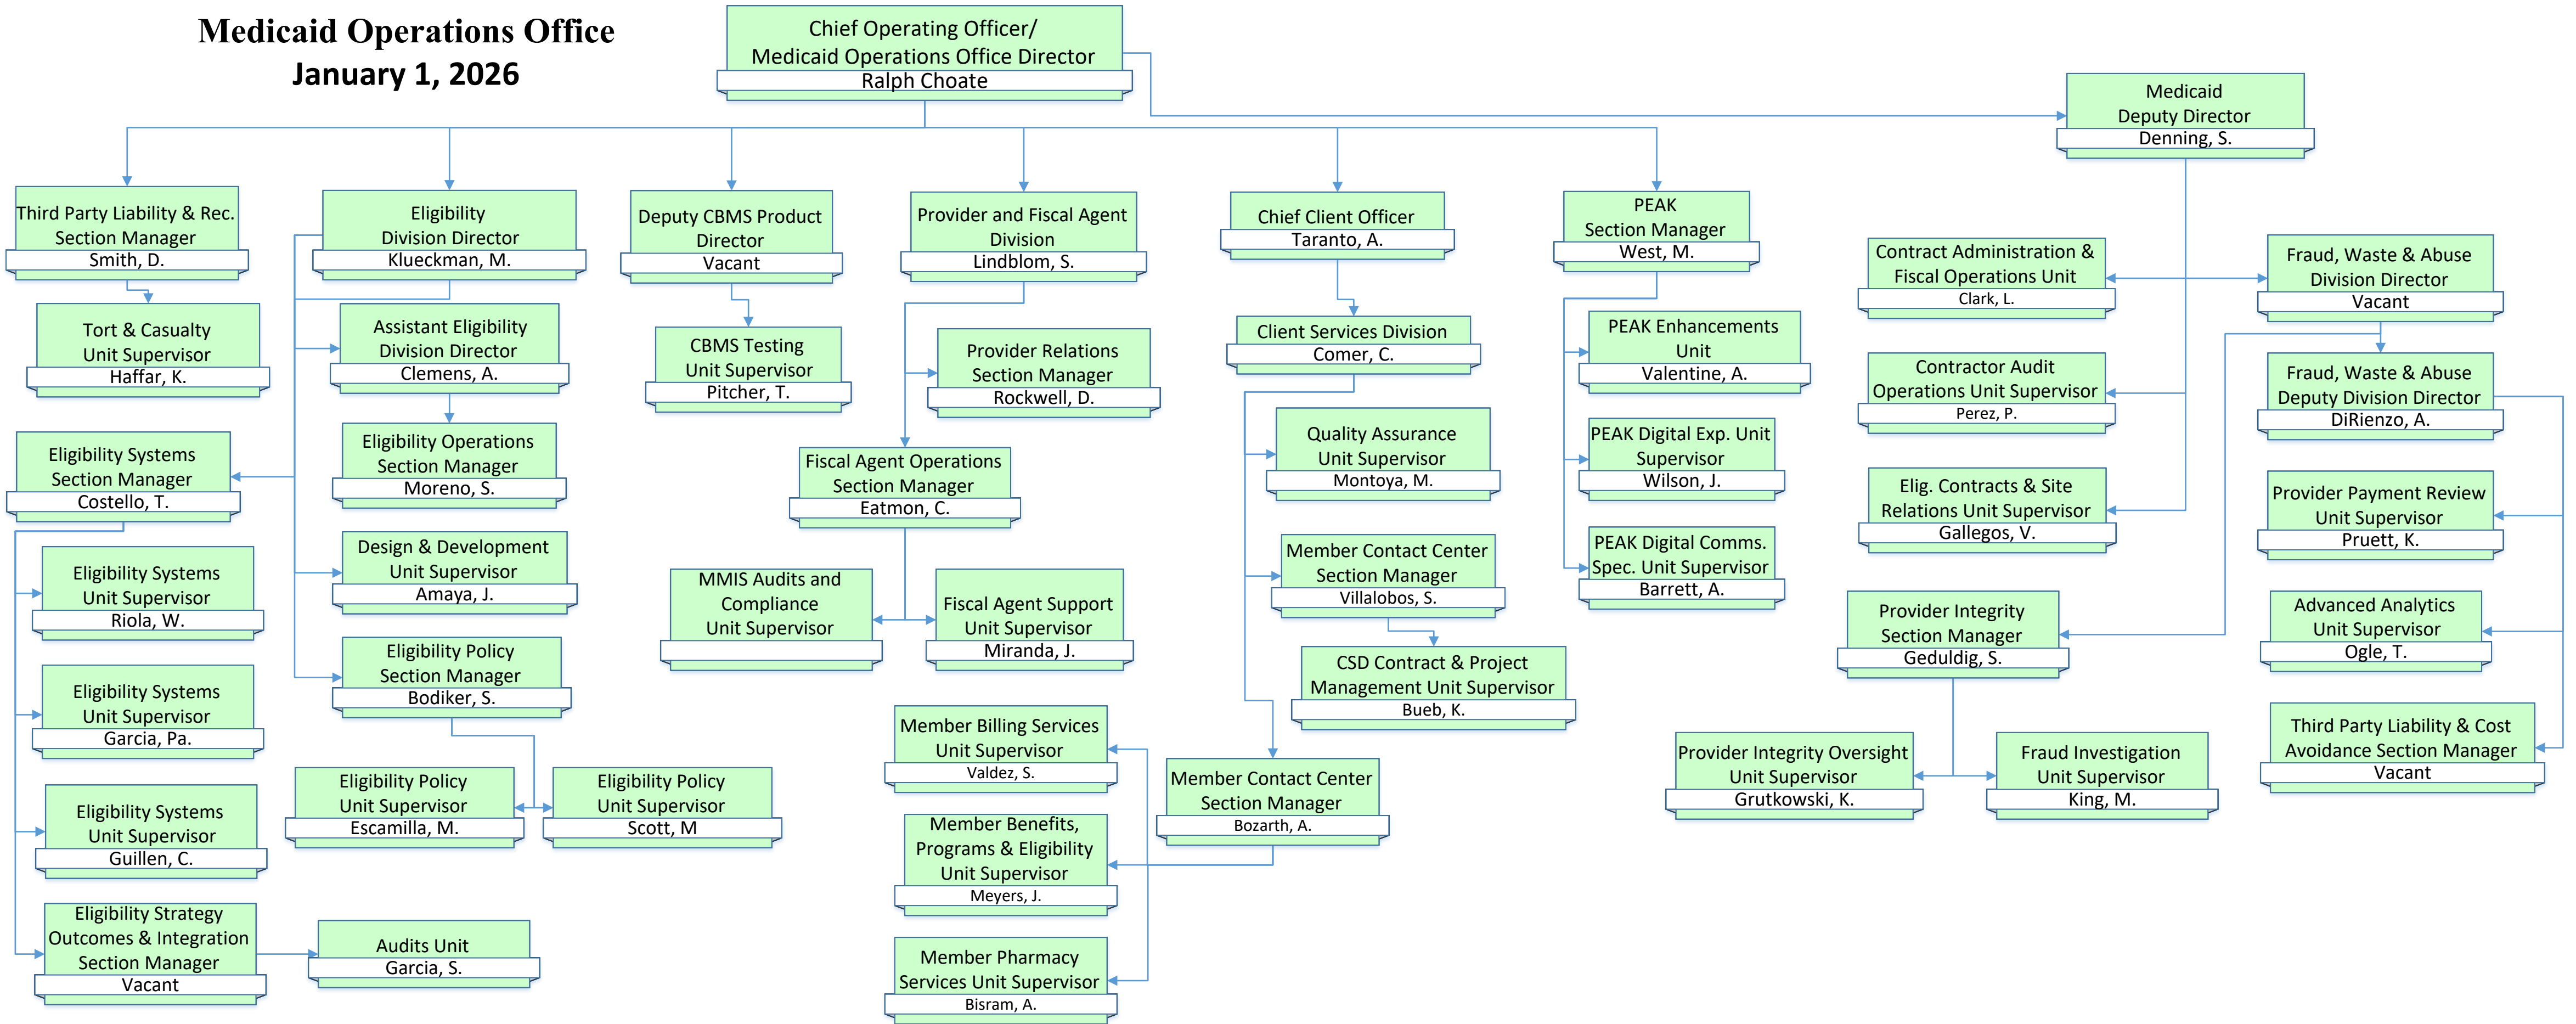 Medicaid Operations Office
January 1, 2026
Chief Operating Officer/
Medicaid Operations Office Director
Ralph Choate
Medicaid
Deputy Director
Denning, S.
Third Party Liability & Rec.
Section Manager
Smith, D.
Tort & Casualty
Unit Supervisor
Haffar, K.
Eligibility
Division Director
Klueckman, M.
Assistant Eligibility
Division Director
Clemens, A.
Eligibility Operations
Section Manager
Moreno, S.
Eligibility Systems
Section Manager
Costello, T.
Eligibility Systems
Unit Supervisor
Riola, W.
Eligibility Systems
Unit Supervisor
Garcia, Pa.
Eligibility Systems
Unit Supervisor
Guillen, C.
Eligibility Strategy
Outcomes & Integration
Section Manager
Vacant
Audits Unit
Garcia, S.
Design & Development
Unit Supervisor
Amaya, J.
Eligibility Policy
Section Manager
Bodiker, S.
Eligibility Policy
Unit Supervisor
Escamilla, M.
Eligibility Policy
Unit Supervisor
Scott, M
Deputy CBMS Product
Director
Vacant
CBMS Testing
Unit Supervisor
Pitcher, T.
Provider and Fiscal Agent
Division
Lindblom, S.
Provider Relations
Section Manager
Rockwell, D.
Fiscal Agent Operations
Section Manager
Eatmon, C.
MMIS Audits and
Compliance
Unit Supervisor
Fiscal Agent Support
Unit Supervisor
Miranda, J.
Chief Client Officer
Taranto, A.
Client Services Division
Comer, C.
Quality Assurance
Unit Supervisor
Montoya, M.
Member Contact Center
Section Manager
Villalobos, S.
CSD Contract & Project
Management Unit Supervisor
Bueb, K.
Member Contact Center
Section Manager
Bozarth, A.
Member Billing Services
Unit Supervisor
Valdez, S.
Member Benefits,
Programs & Eligibility
Unit Supervisor
Meyers, J.
Member Pharmacy
Services Unit Supervisor
Bisram, A.
PEAK
Section Manager
West, M.
PEAK Enhancements
Unit
Valentine, A.
PEAK Digital Exp. Unit
Supervisor
Wilson, J.
PEAK Digital Comms.
Spec. Unit Supervisor
Barrett, A.
Contract Administration &
Fiscal Operations Unit
Clark, L.
Contractor Audit
Operations Unit Supervisor
Perez, P.
Elig. Contracts & Site
Relations Unit Supervisor
Gallegos, V.
Fraud, Waste & Abuse
Division Director
Vacant
Fraud, Waste & Abuse
Deputy Division Director
DiRienzo, A.
Provider Payment Review
Unit Supervisor
Pruett, K.
Advanced Analytics
Unit Supervisor
Ogle, T.
Third Party Liability & Cost
Avoidance Section Manager
Vacant
Provider Integrity
Section Manager
Geduldig, S.
Provider Integrity Oversight
Unit Supervisor
Grutkowski, K.
Fraud Investigation
Unit Supervisor
King, M.